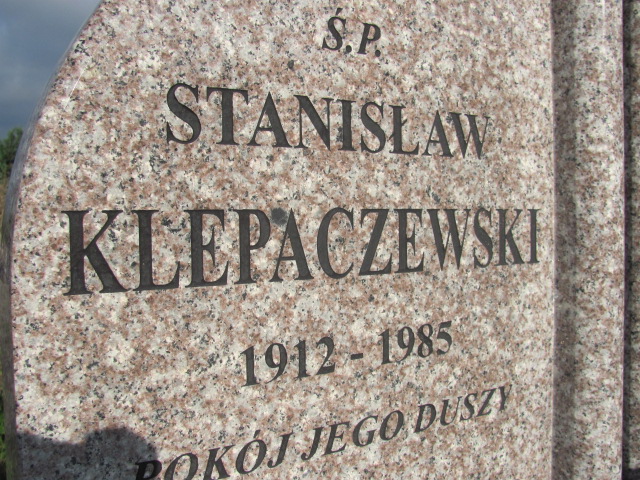 Ś.P.
STANISŁAW
KLEPACZEWSKI
1912 - 1985
POKÓJ JEGO DUSZY